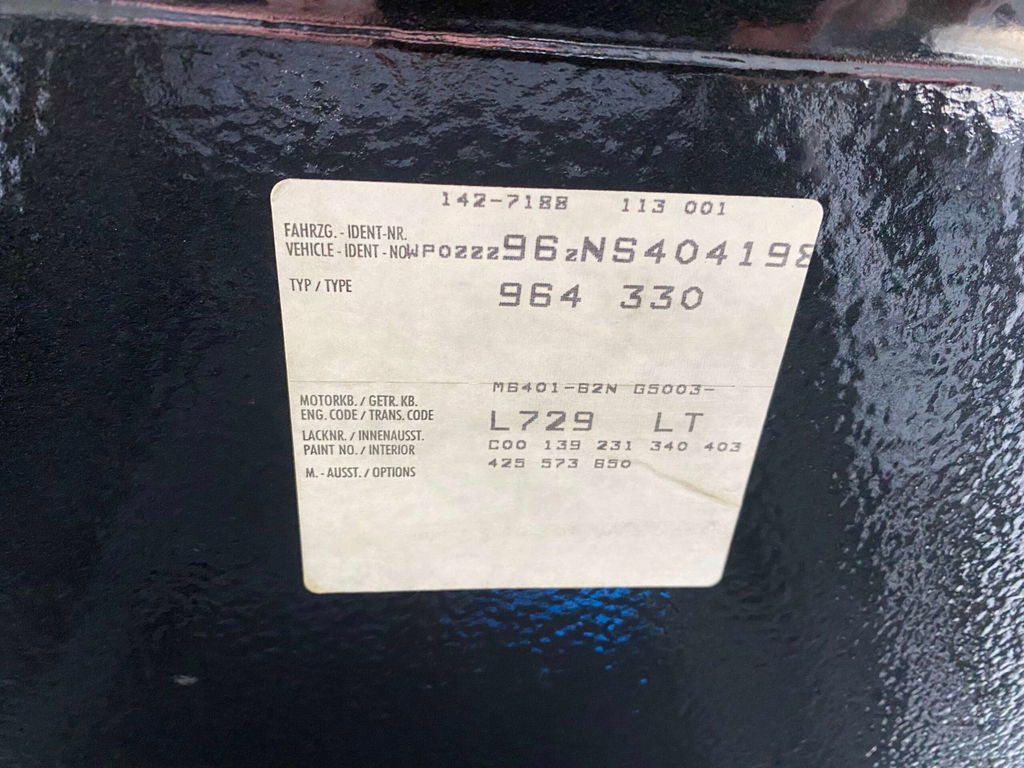 142-7188 113 001
FAHRZG. - IDENT-NR.
VEHICLE - IDENT - NO WP0ZZZ96ZNS404198
TYP / TYPE 964 330
M6401-62N G5003-
MOTORKB. / GETR. KB.
ENG. CODE / TRANS. CODE L729 LT
LACKNR. / INNENAUSST.
PAINT NO. / INTERIOR C00 139 231 340 403
M. - AUSST. / OPTIONS 425 573 650